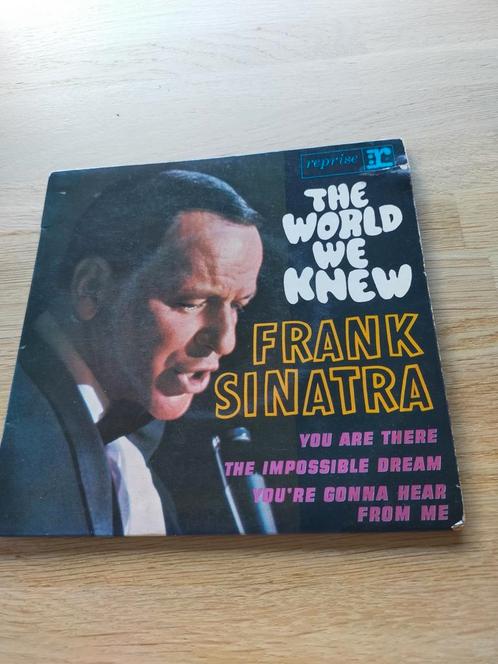 reprise r
THE
WORLD
WE
KNEW
FRANK
SINATRA
YOU ARE THERE
THE IMPOSSIBLE DREAM
YOU'RE GONNA HEAR
FROM ME